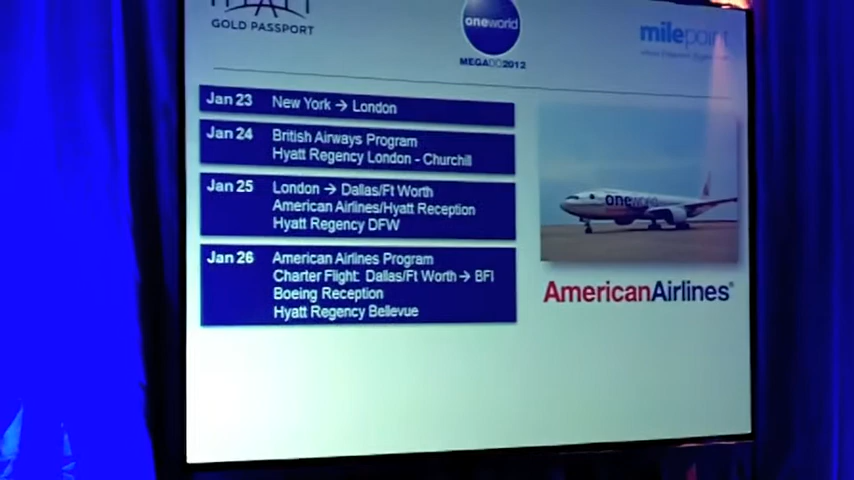 HYATT
GOLD PASSPORT
oneworld
MEGADO2012
milepoint
Jan 23 New York → London
Jan 24 British Airways Program
Hyatt Regency London - Churchill
Jan 25 London → Dallas/Ft Worth
American Airlines/Hyatt Reception
Hyatt Regency DFW
Jan 26 American Airlines Program
Charter Flight: Dallas/Ft Worth → BFI
Boeing Reception
Hyatt Regency Bellevue
oneworld
AmericanAirlines®